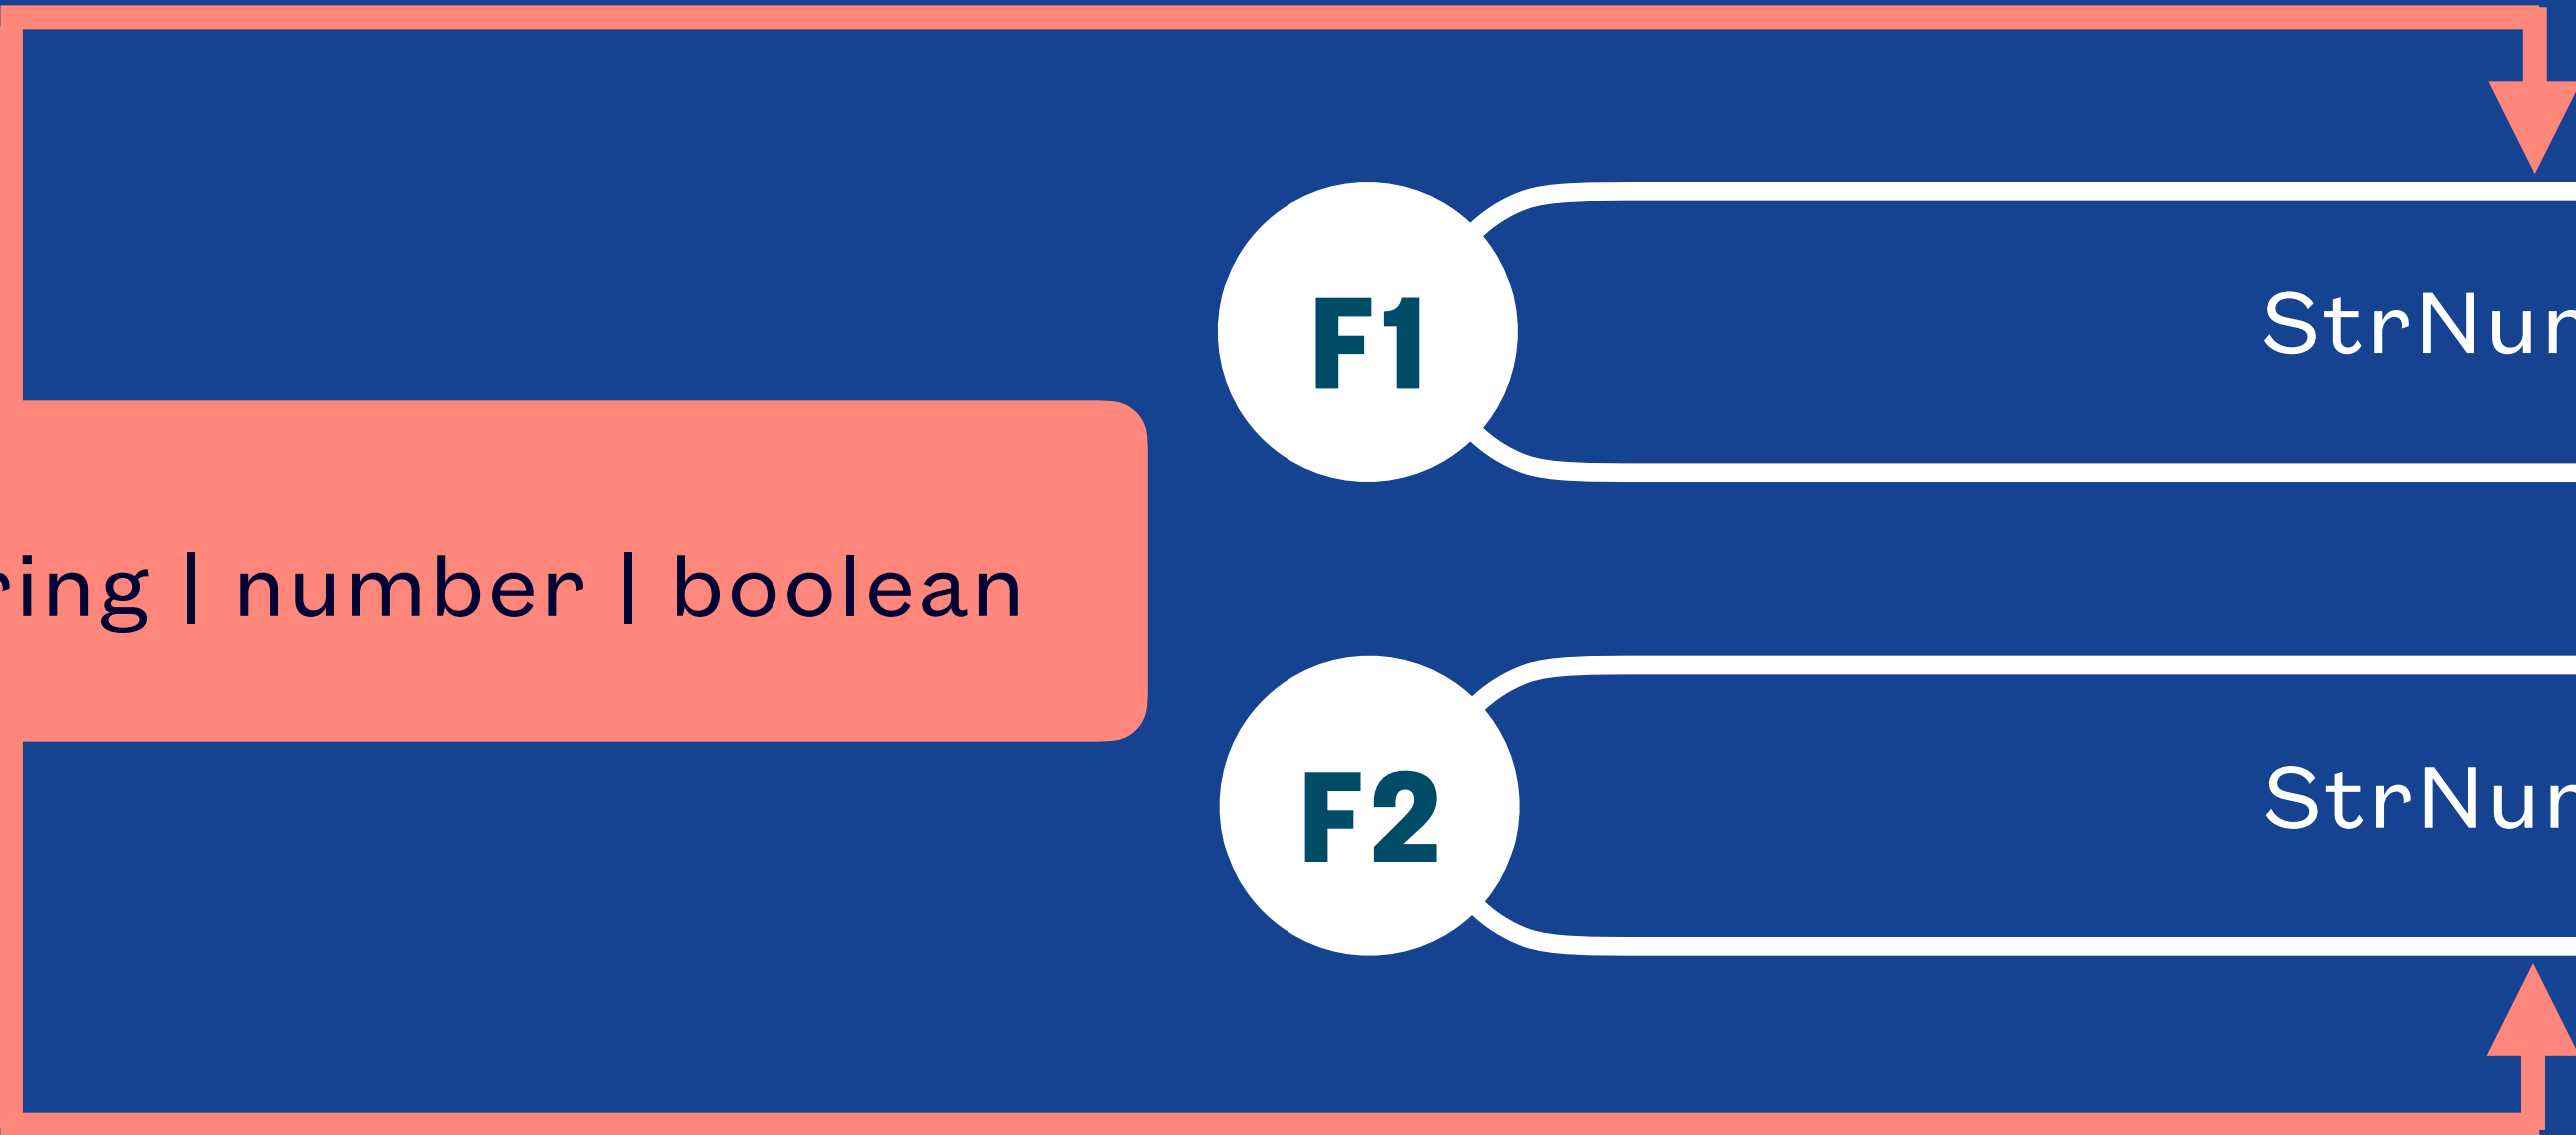 F1
StrNu
ring | number | boolean
F2
StrNu